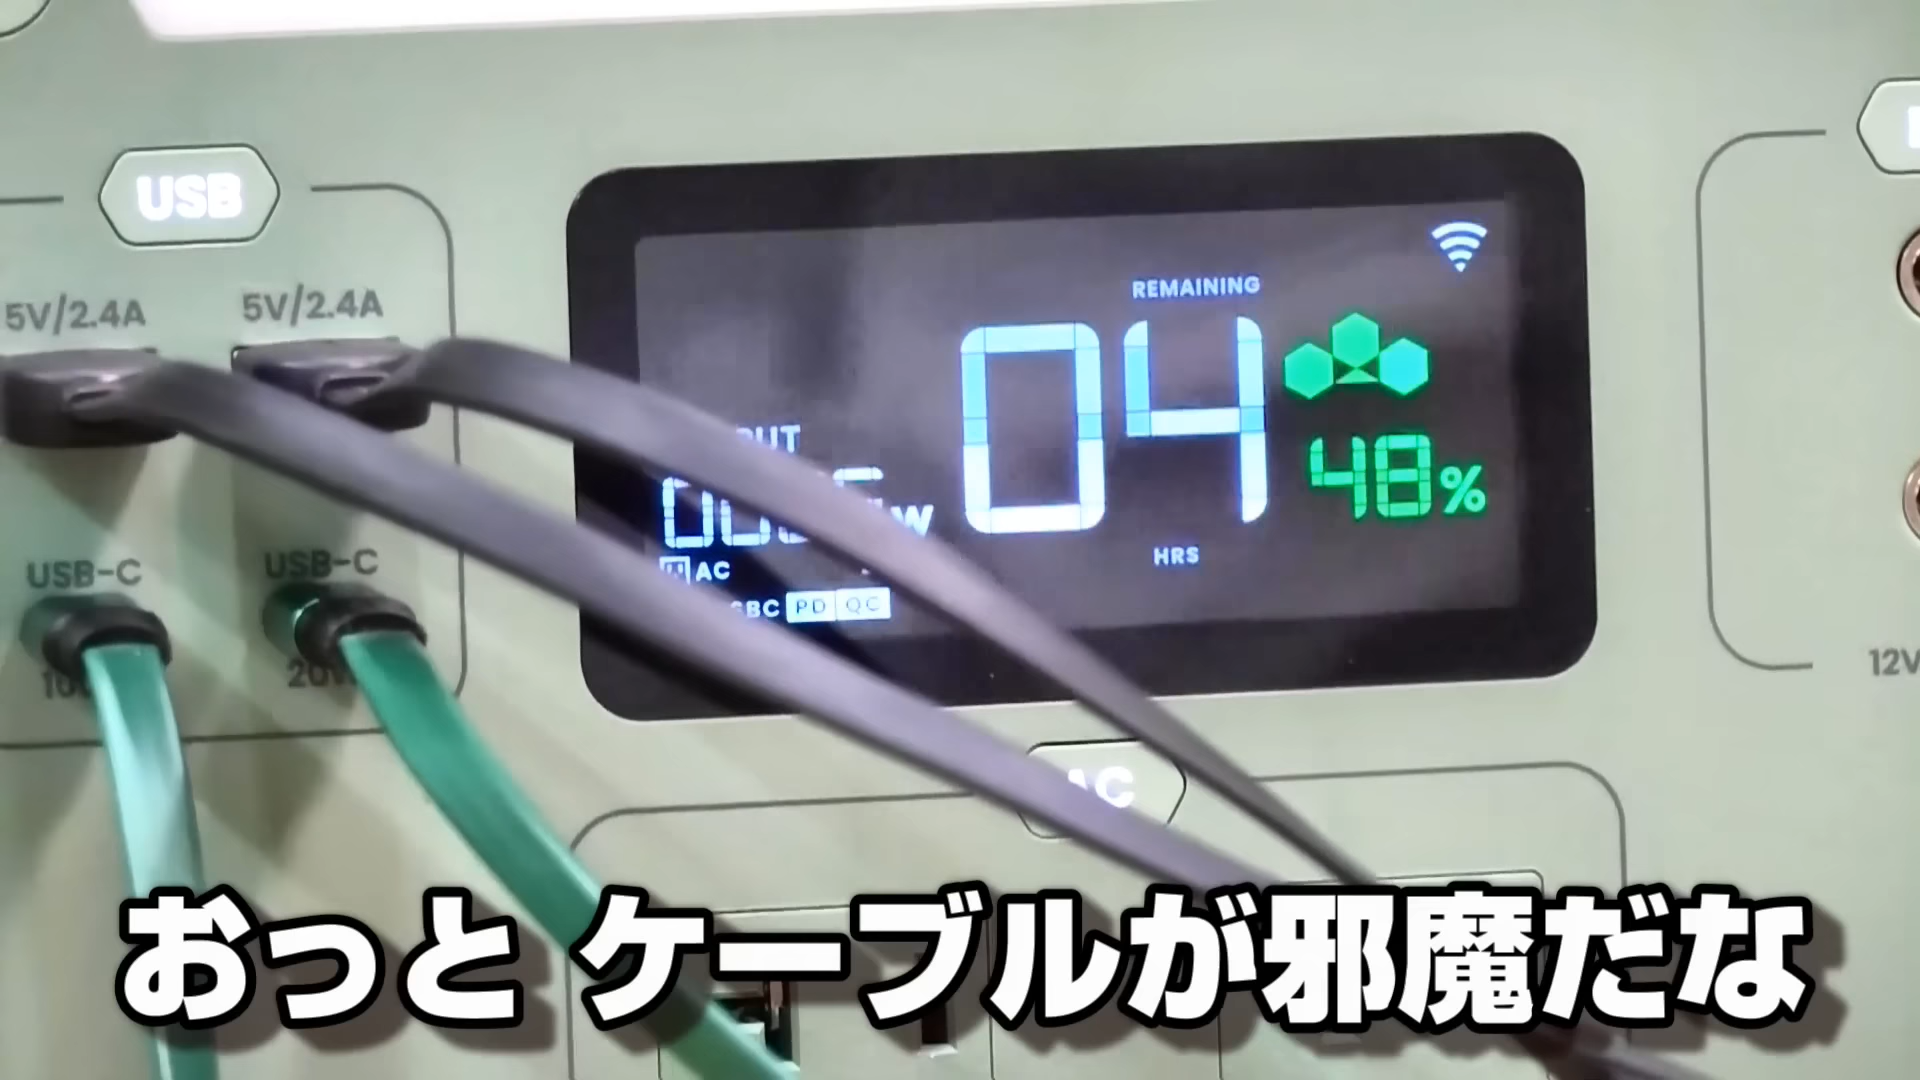 USB
5V/2.4A
5V/2.4A
USB-C
USB-C
REMAINING
04
HRS
48%
W
AC
PD QC
12V
AC
おっと ケーブルが邪魔だな